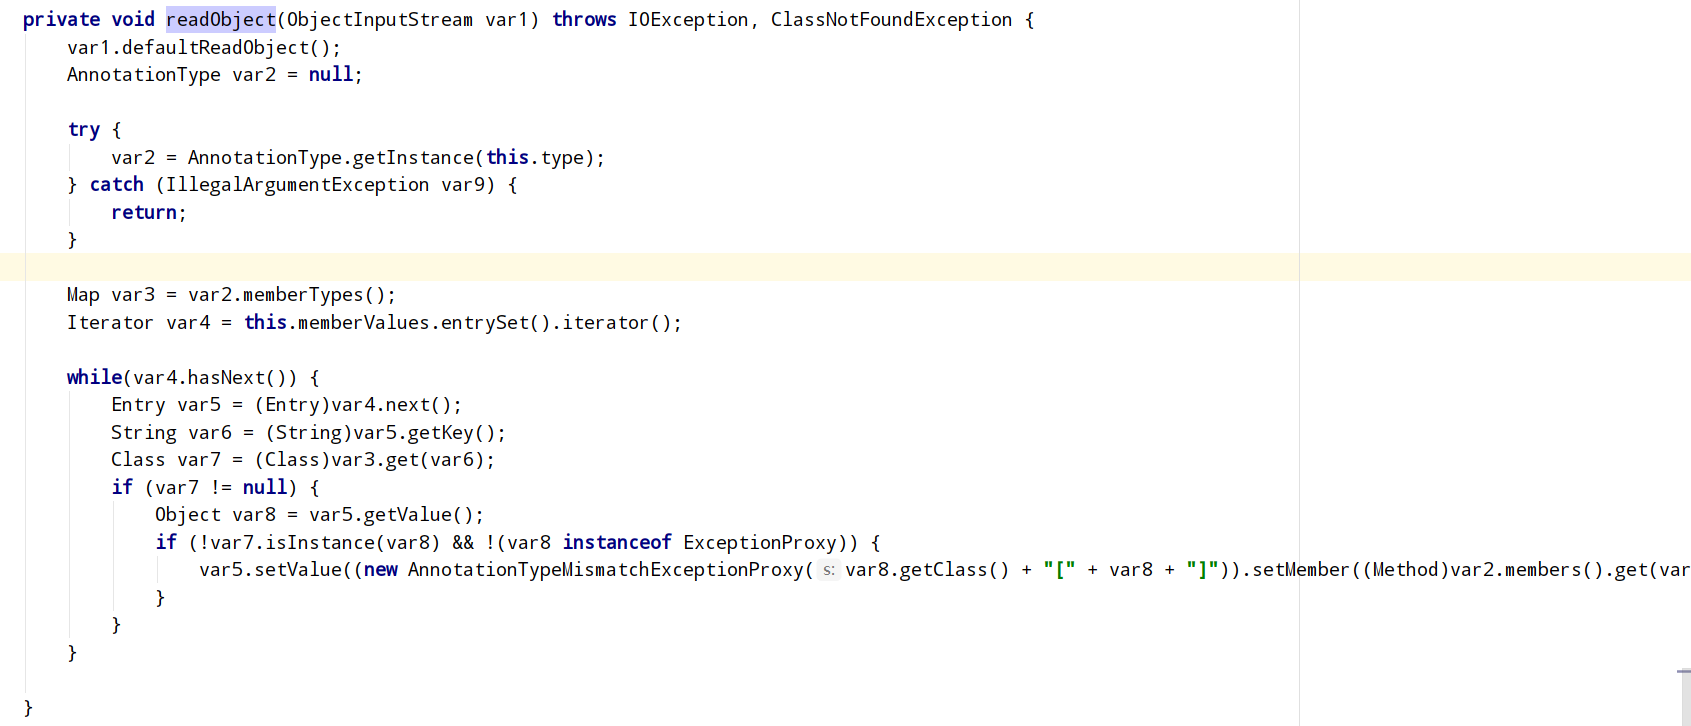 private void readObject(ObjectInputStream var1) throws IOException, ClassNotFoundException {
    var1.defaultReadObject();
    AnnotationType var2 = null;

    try {
        var2 = AnnotationType.getInstance(this.type);
    } catch (IllegalArgumentException var9) {
        return;
    }

    Map var3 = var2.memberTypes();
    Iterator var4 = this.memberValues.entrySet().iterator();

    while(var4.hasNext()) {
        Entry var5 = (Entry)var4.next();
        String var6 = (String)var5.getKey();
        Class var7 = (Class)var3.get(var6);
        if (var7 != null) {
            Object var8 = var5.getValue();
            if (!var7.isInstance(var8) && !(var8 instanceof ExceptionProxy)) {
                var5.setValue((new AnnotationTypeMismatchExceptionProxy( s: var8.getClass() + "[" + var8 + "]")).setMember((Method)var2.members().get(var
            }
        }
    }

}